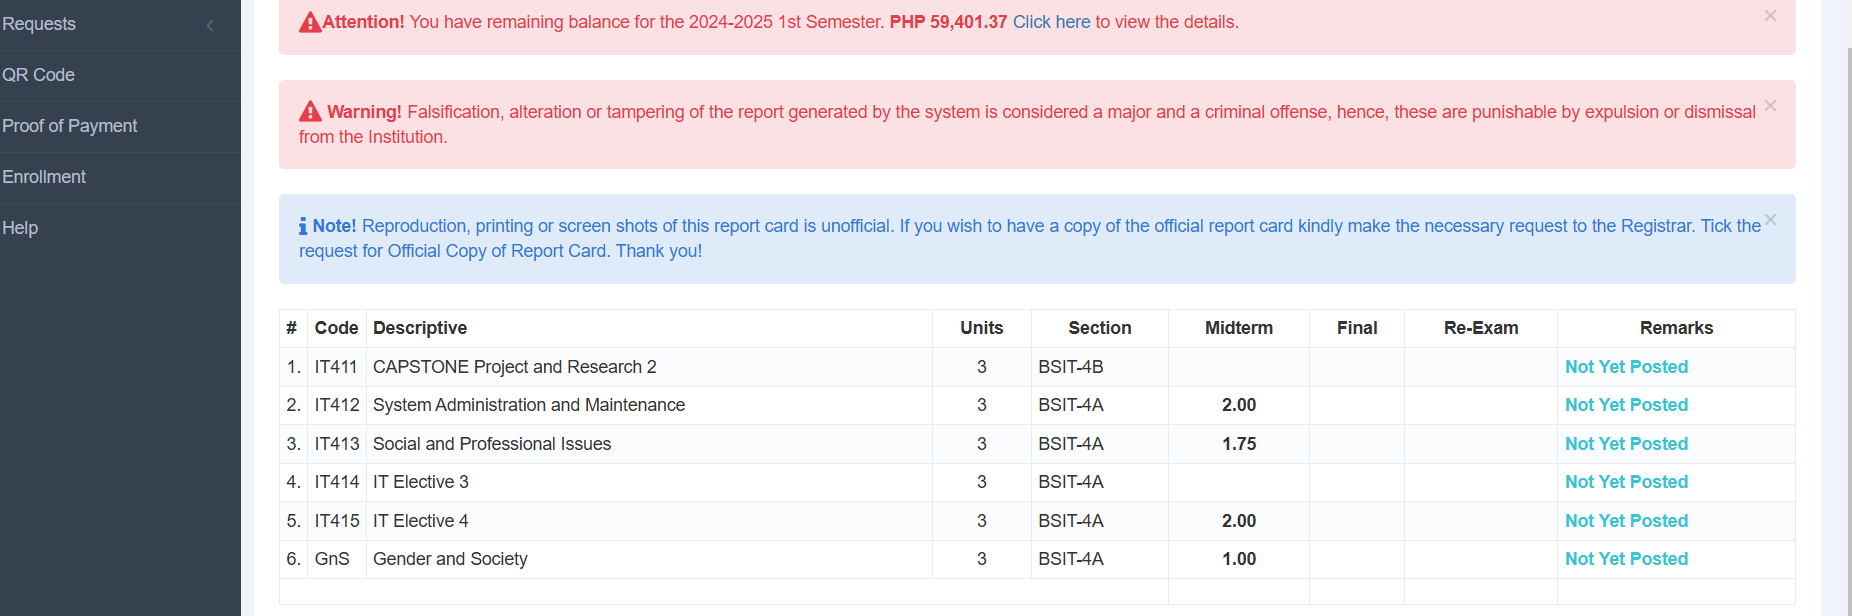 Requests
QR Code
Proof of Payment
Enrollment
Help
Attention! You have remaining balance for the 2024-2025 1st Semester. PHP 59,401.37 Click here to view the details.
Warning! Falsification, alteration or tampering of the report generated by the system is considered a major and a criminal offense, hence, these are punishable by expulsion or dismissal
from the Institution.
Note! Reproduction, printing or screen shots of this report card is unofficial. If you wish to have a copy of the official report card kindly make the necessary request to the Registrar. Tick the
request for Official Copy of Report Card. Thank you!
# Code Descriptive Units Section Midterm Final Re-Exam Remarks
1. IT411 CAPSTONE Project and Research 2 3 BSIT-4B Not Yet Posted
2. IT412 System Administration and Maintenance 3 BSIT-4A 2.00 Not Yet Posted
3. IT413 Social and Professional Issues 3 BSIT-4A 1.75 Not Yet Posted
4. IT414 IT Elective 3 3 BSIT-4A Not Yet Posted
5. IT415 IT Elective 4 3 BSIT-4A 2.00 Not Yet Posted
6. GnS Gender and Society 3 BSIT-4A 1.00 Not Yet Posted